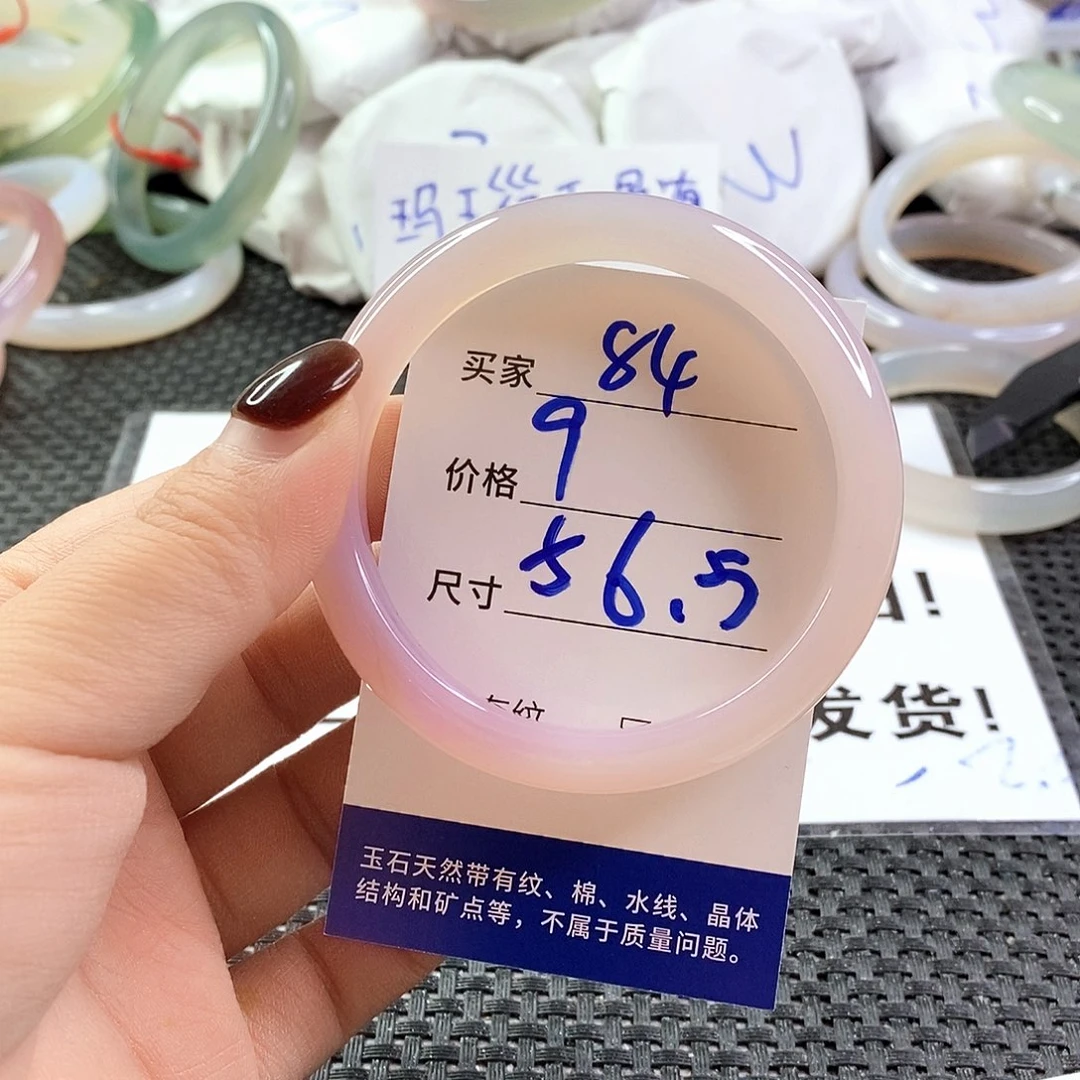 玛
买家 84
价格 9
尺寸 56.5
发货!
玉石天然带有纹、棉、水线、晶体
结构和矿点等，不属于质量问题。